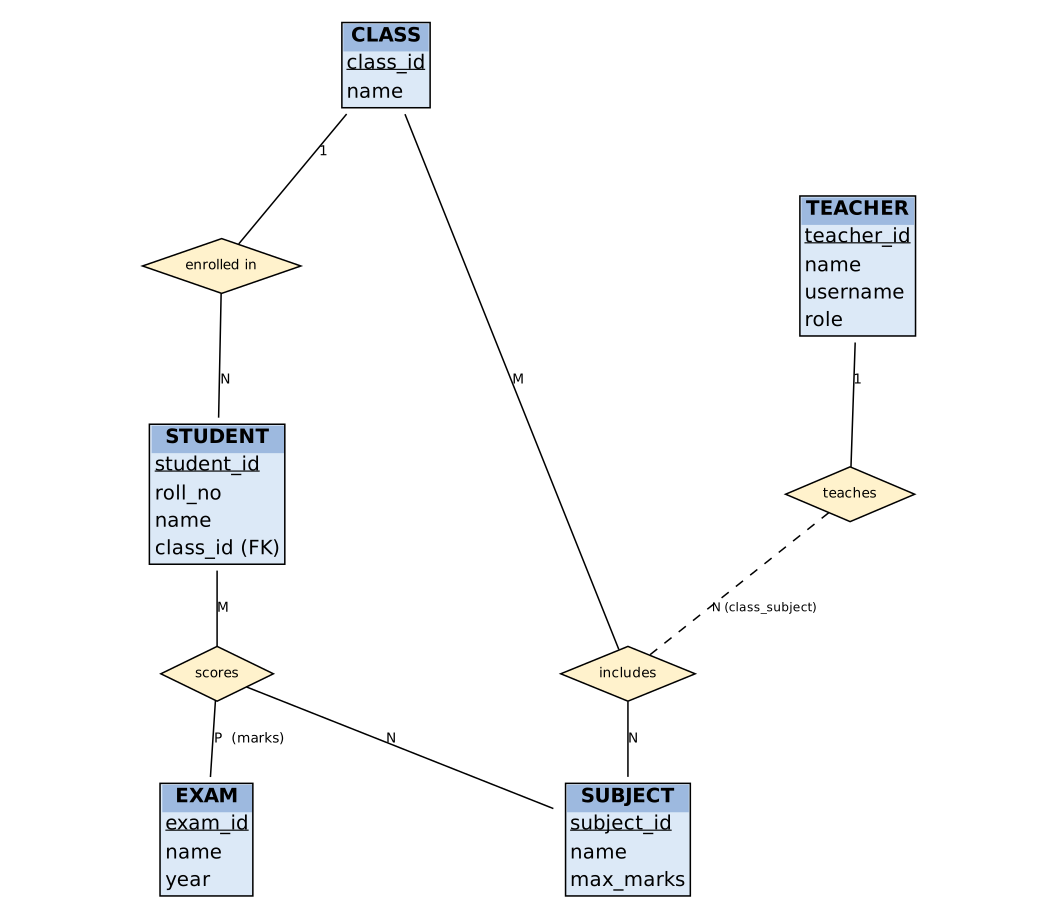 CLASS
class_id
name
1
TEACHER
teacher_id
name
username
role
enrolled in
N
M
1
STUDENT
student_id
roll_no
name
class_id (FK)
teaches
M
N (class_subject)
scores
includes
P (marks)
N
N
EXAM
exam_id
name
year
SUBJECT
subject_id
name
max_marks